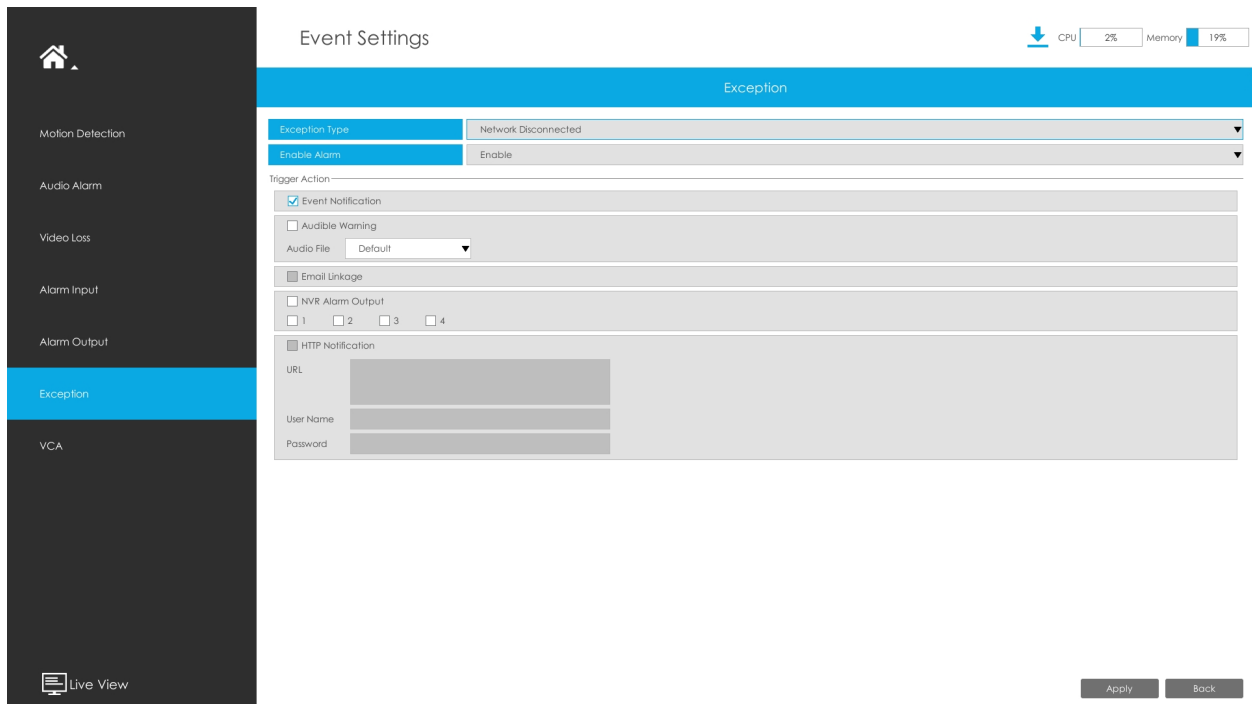 Event Settings
CPU 2% Memory 19%
Exception
Motion Detection
Audio Alarm
Video Loss
Alarm Input
Alarm Output
Exception
VCA
Live View
Exception Type Network Disconnected
Enable Alarm Enable
Trigger Action
Event Notification
Audible Warning
Audio File Default
Email Linkage
NVR Alarm Output
1 2 3 4
HTTP Notification
URL
User Name
Password
Apply Back